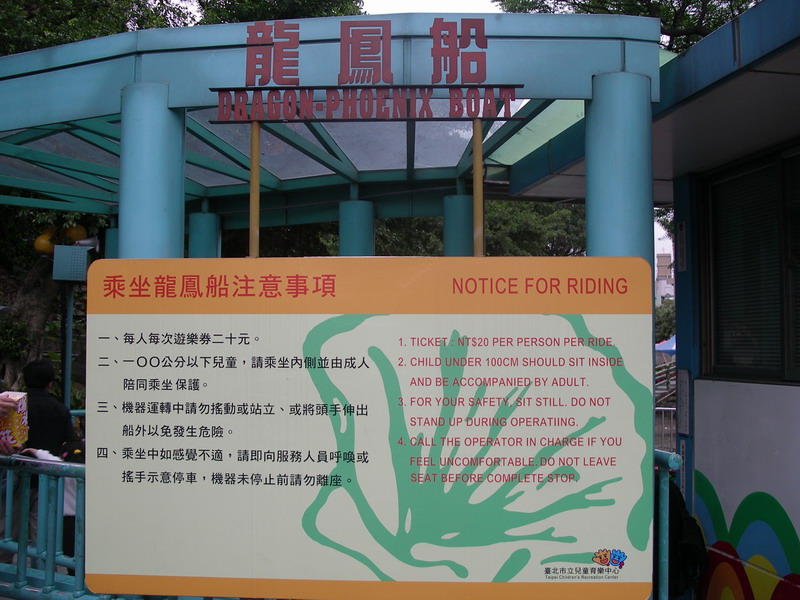 龍鳳船
DRAGON-PHOENIX BOAT
乘坐龍鳳船注意事項
NOTICE FOR RIDING
一、每人每次遊樂券二十元。
二、一〇〇公分以下兒童，請乘坐內側並由成人
陪同乘坐保護。
三、機器運轉中請勿搖動或站立、或將頭手伸出
船外以免發生危險。
四、乘坐中如感覺不適，請即向服務人員呼喚或
搖手示意停車，機器未停止前請勿離座。
1. TICKET : NT$20 PER PERSON PER RIDE.
2. CHILD UNDER 100CM SHOULD SIT INSIDE
AND BE ACCOMPANIED BY ADULT.
3. FOR YOUR SAFETY, SIT STILL. DO NOT
STAND UP DURING OPERATIING.
4. CALL THE OPERATOR IN CHARGE IF YOU
FEEL UNCOMFORTABLE. DO NOT LEAVE
SEAT BEFORE COMPLETE STOP.
臺北市立兒童育樂中心
Taipei Children's Recreation Center